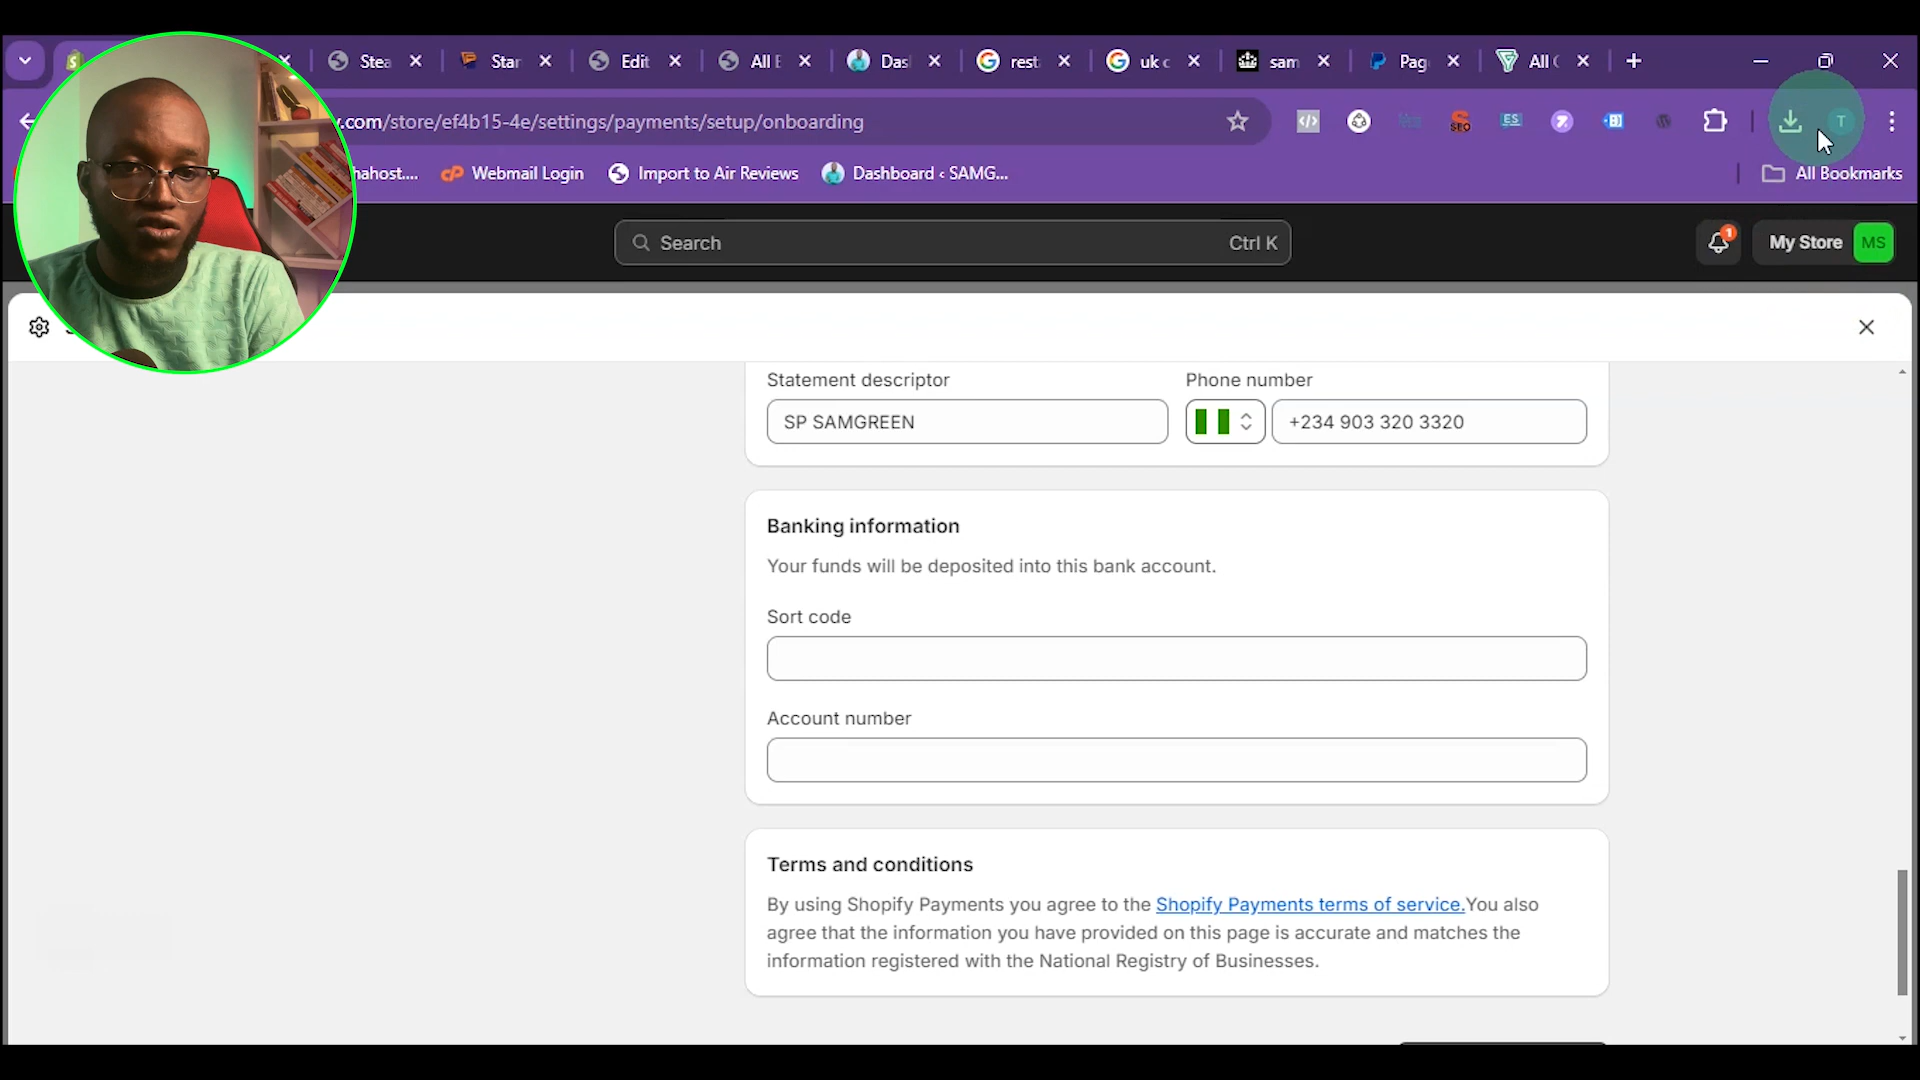 Stea
Star
Edit
All E
Das
rest
uk c
sam
Pag
All (
.com/store/ef4b15-4e/settings/payments/setup/onboarding
</>
SEO
ES
T
hahost....
cP Webmail Login
Import to Air Reviews
Dashboard ‹ SAMG...
All Bookmarks
Search
Ctrl K
1
My Store
MS
Statement descriptor
Phone number
SP SAMGREEN
+234 903 320 3320
Banking information
Your funds will be deposited into this bank account.
Sort code
Account number
Terms and conditions
By using Shopify Payments you agree to the Shopify Payments terms of service.You also
agree that the information you have provided on this page is accurate and matches the
information registered with the National Registry of Businesses.